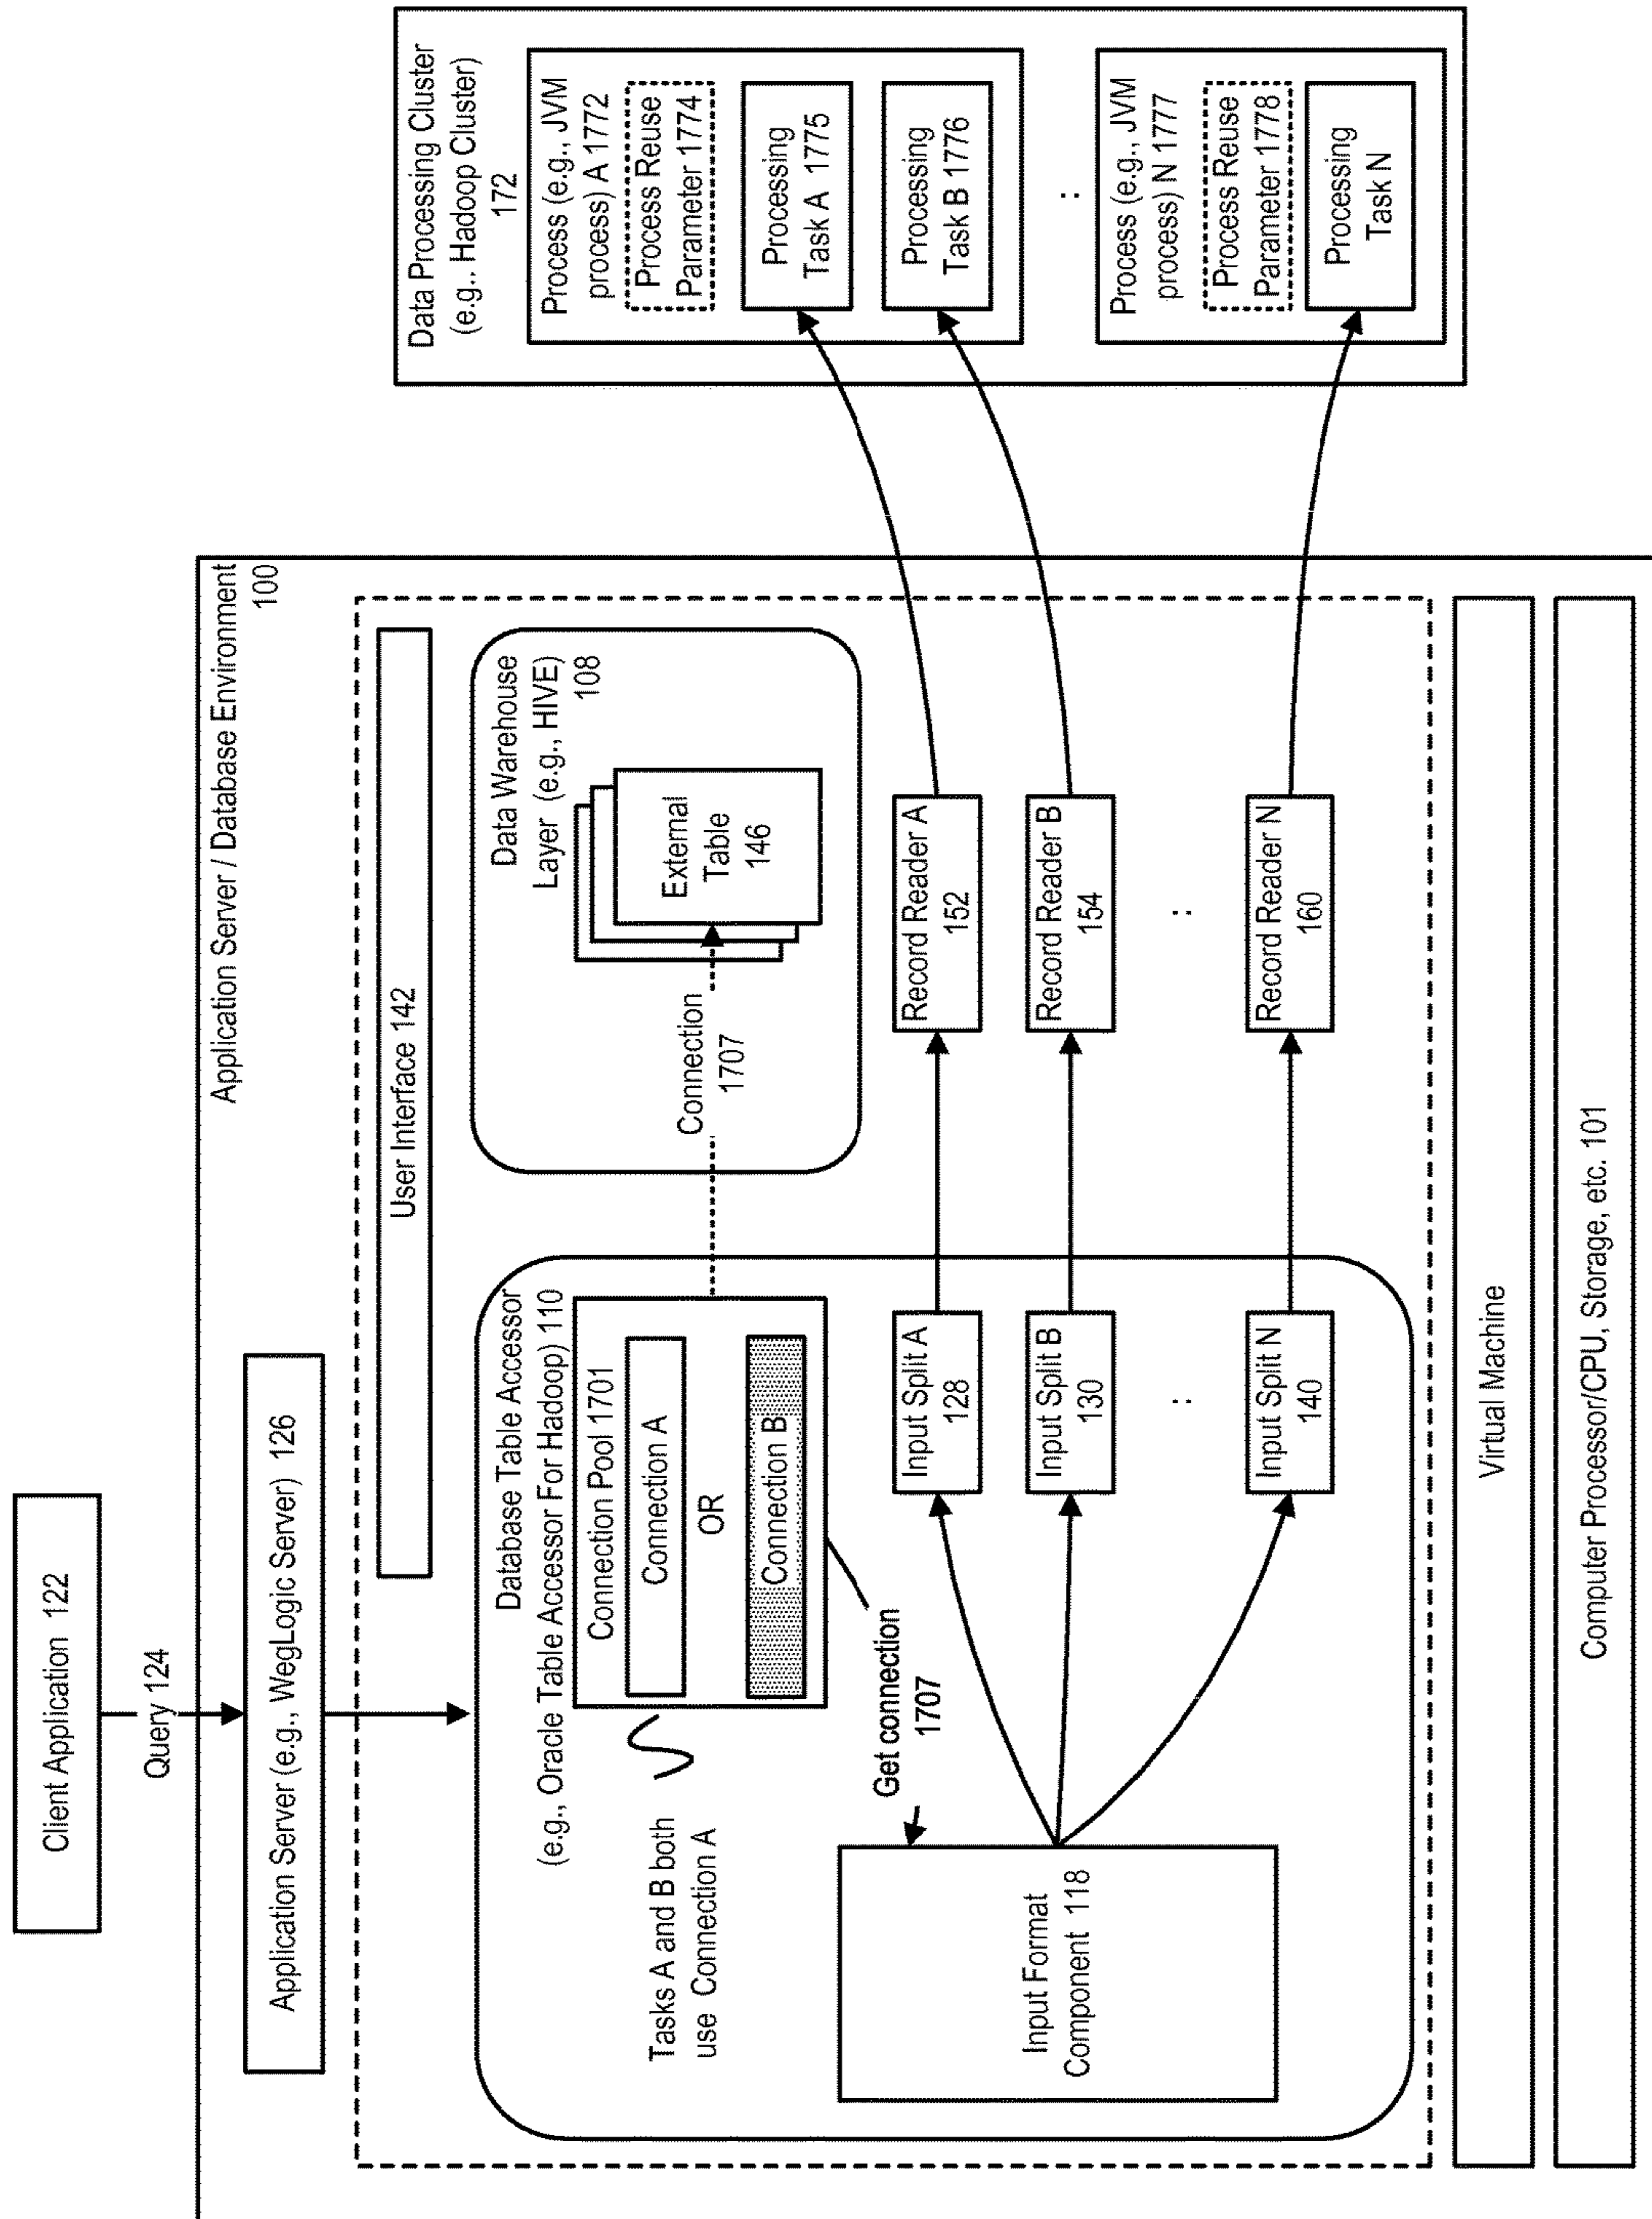 Client Application 122
Query 124
Application Server / Database Environment
100
Application Server (e.g., WegLogic Server) 126
User Interface 142
Database Table Accessor
(e.g., Oracle Table Accessor For Hadoop) 110
Connection Pool 1701
Connection A
OR
Connection B
Tasks A and B both
use Connection A
Get connection
1707
Input Format
Component 118
Input Split A
128
Input Split B
130
:
Input Split N
140
Data Warehouse
Layer (e.g., HIVE)
108
External
Table
146
Connection
1707
Record Reader A
152
Record Reader B
154
:
Record Reader N
160
Virtual Machine
Computer Processor/CPU, Storage, etc. 101
Data Processing Cluster
(e.g., Hadoop Cluster)
172
Process (e.g., JVM
process) A 1772
Process Reuse
Parameter 1774
Processing
Task A 1775
Processing
Task B 1776
:
Process (e.g., JVM
process) N 1777
Process Reuse
Parameter 1778
Processing
Task N